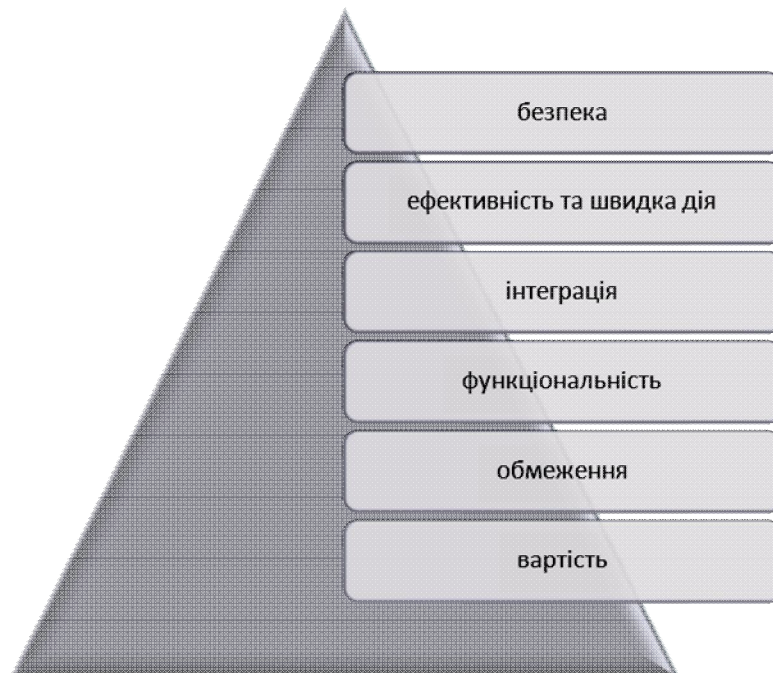 безпека
ефективність та швидка дія
інтеграція
функціональність
обмеження
вартість